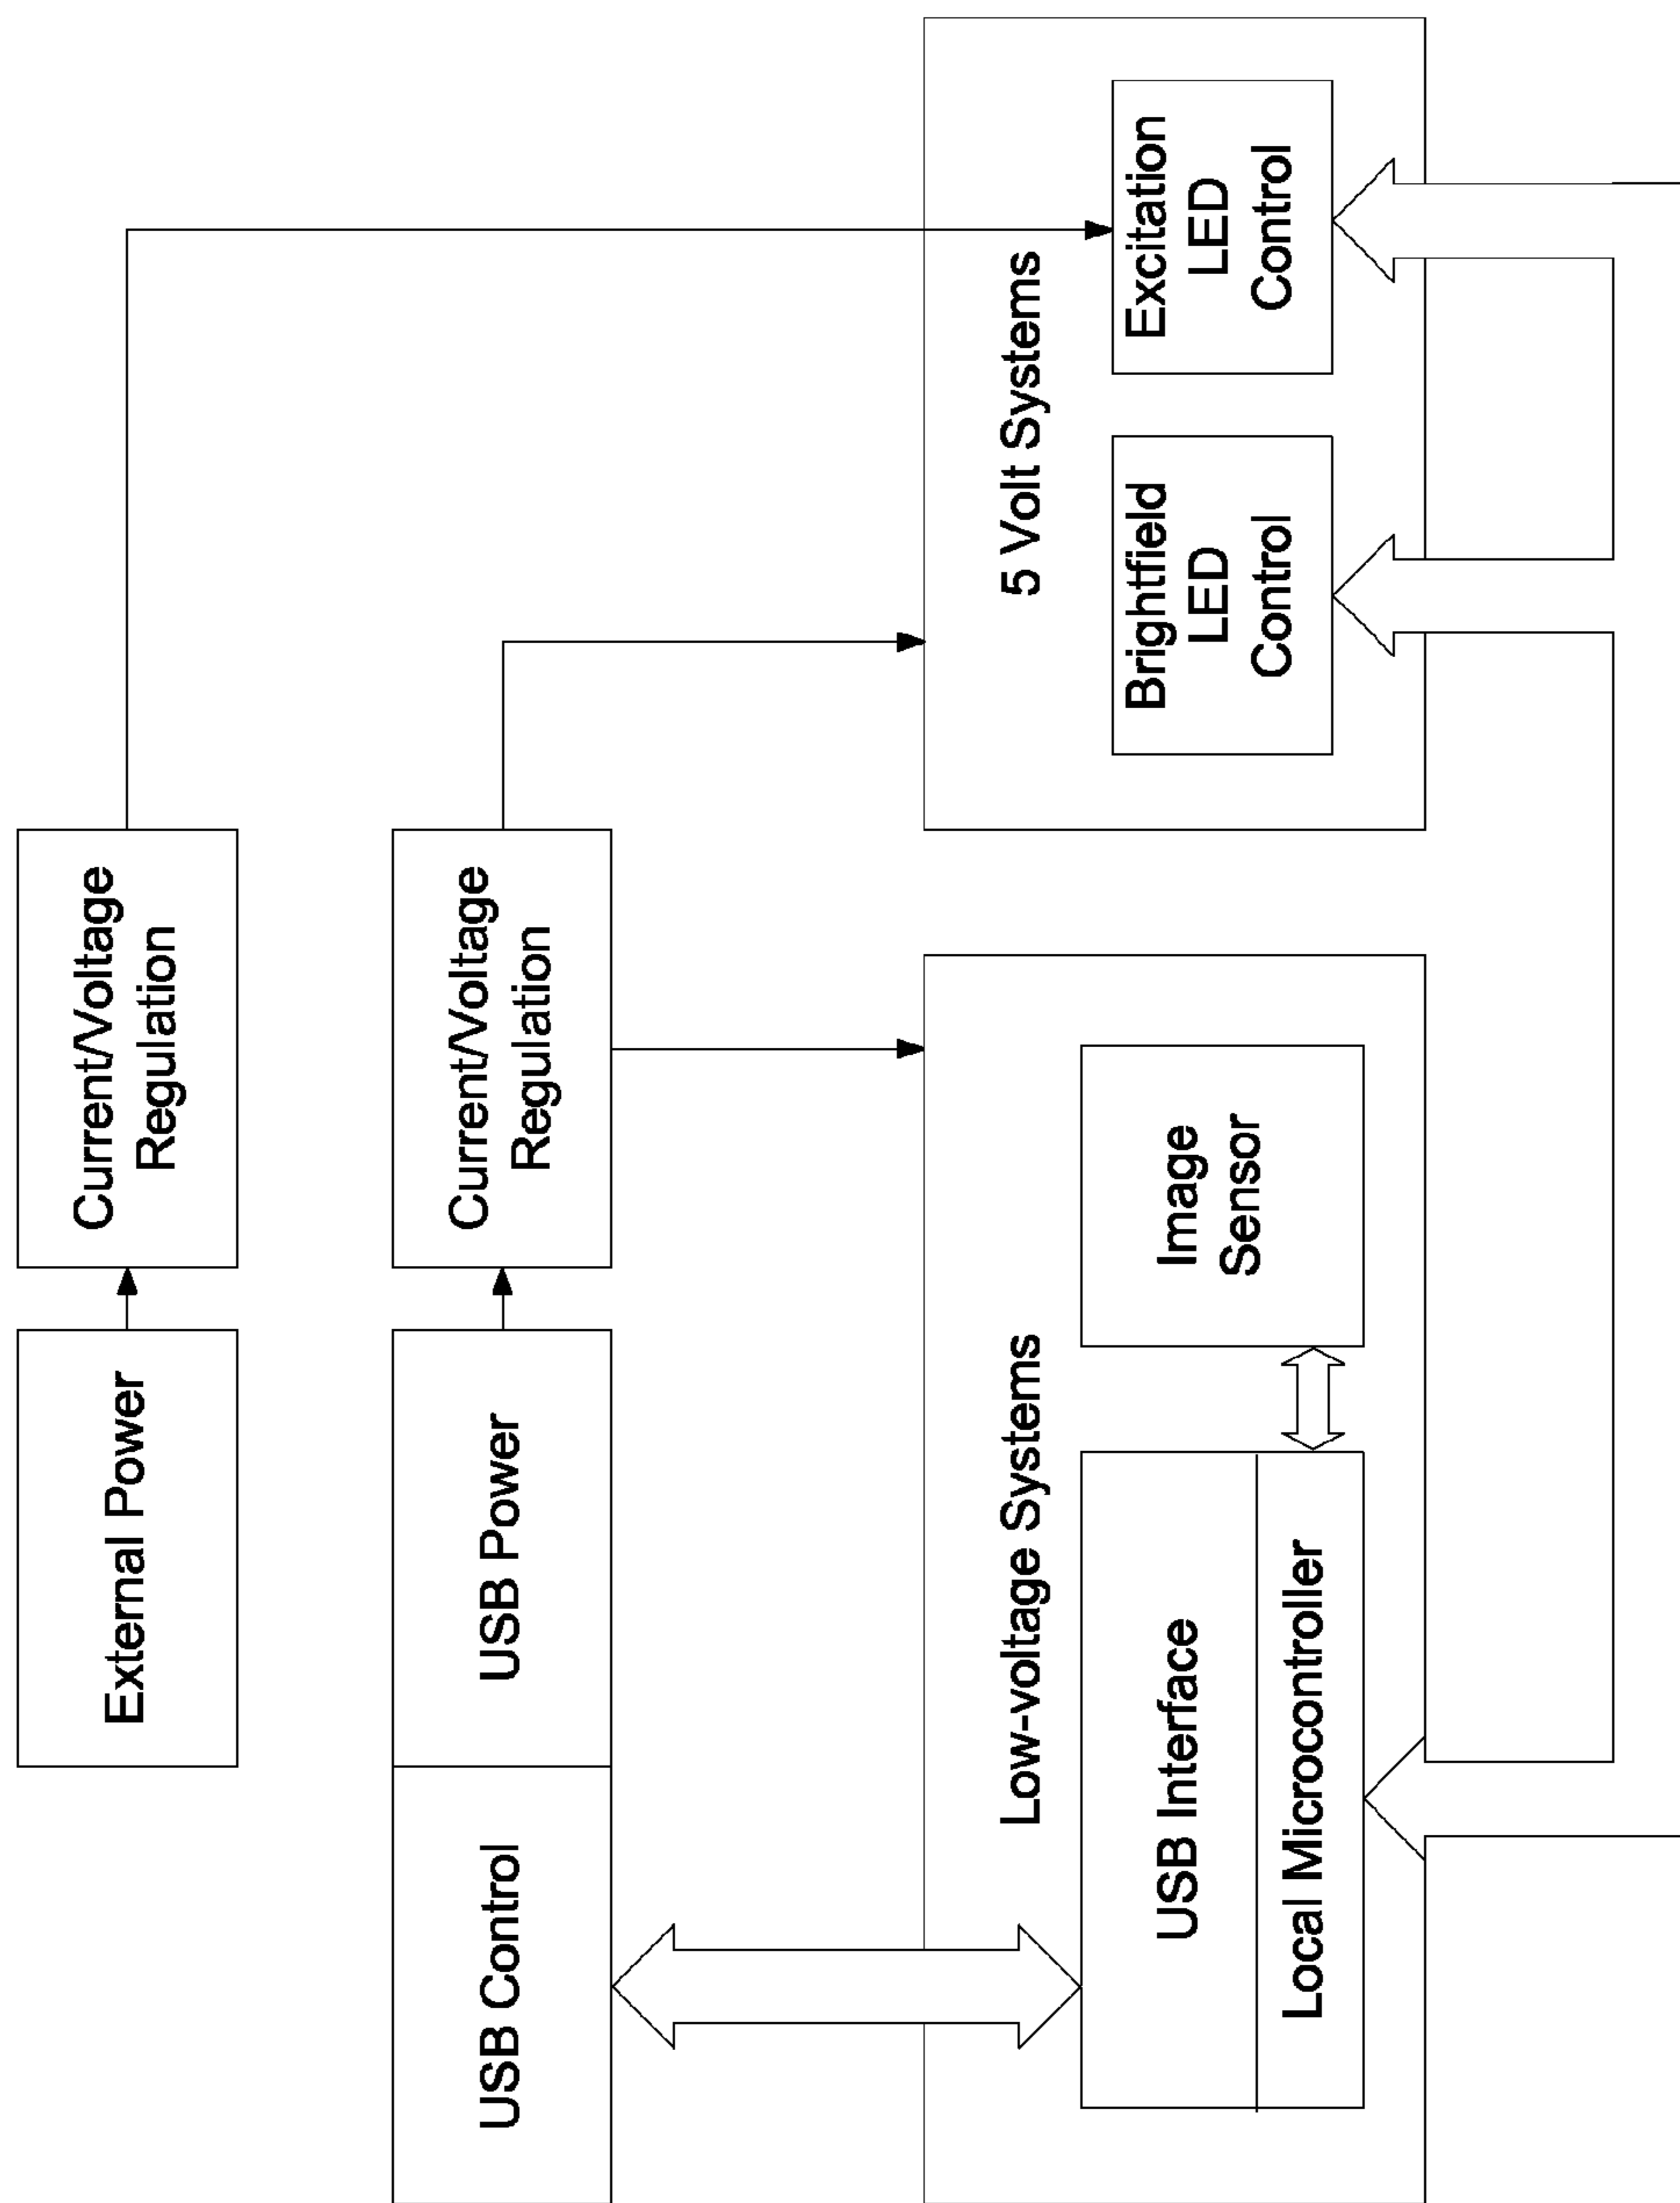 External Power
Current/Voltage
Regulation
USB Control
USB Power
Current/Voltage
Regulation
Low-voltage Systems
USB Interface
Local Microcontroller
Image
Sensor
5 Volt Systems
Brightfield
LED
Control
Excitation
LED
Control